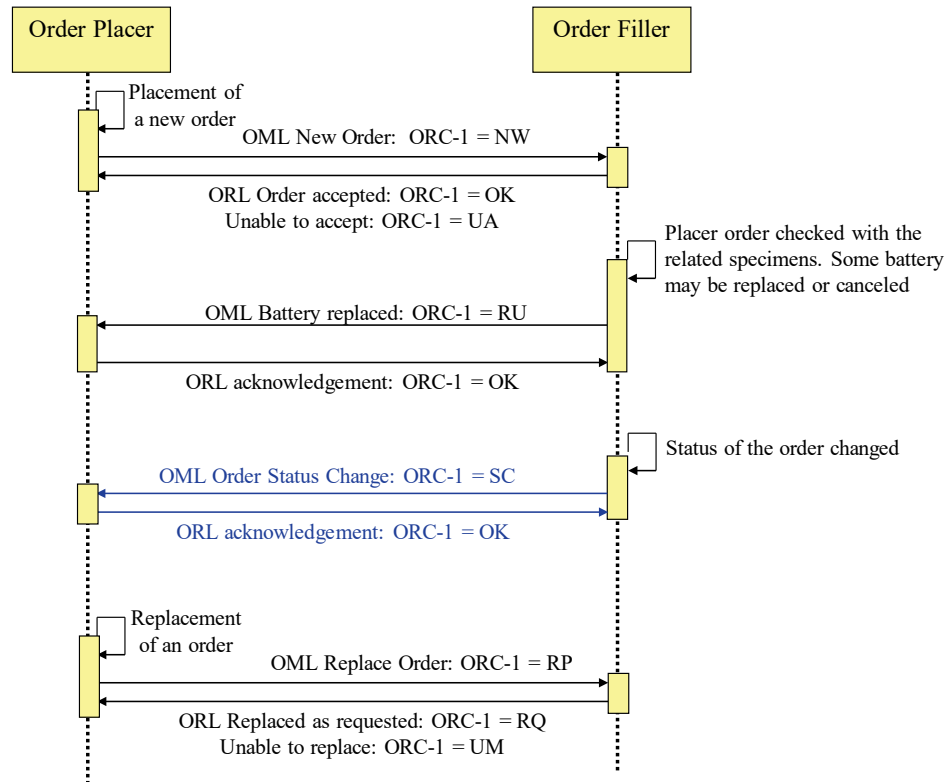 Order Placer
Order Filler
Placement of
a new order
OML New Order: ORC-1 = NW
ORL Order accepted: ORC-1 = OK
Unable to accept: ORC-1 = UA
Placer order checked with the
related specimens. Some battery
may be replaced or canceled
OML Battery replaced: ORC-1 = RU
ORL acknowledgement: ORC-1 = OK
Status of the order changed
OML Order Status Change: ORC-1 = SC
ORL acknowledgement: ORC-1 = OK
Replacement
of an order
OML Replace Order: ORC-1 = RP
ORL Replaced as requested: ORC-1 = RQ
Unable to replace: ORC-1 = UM